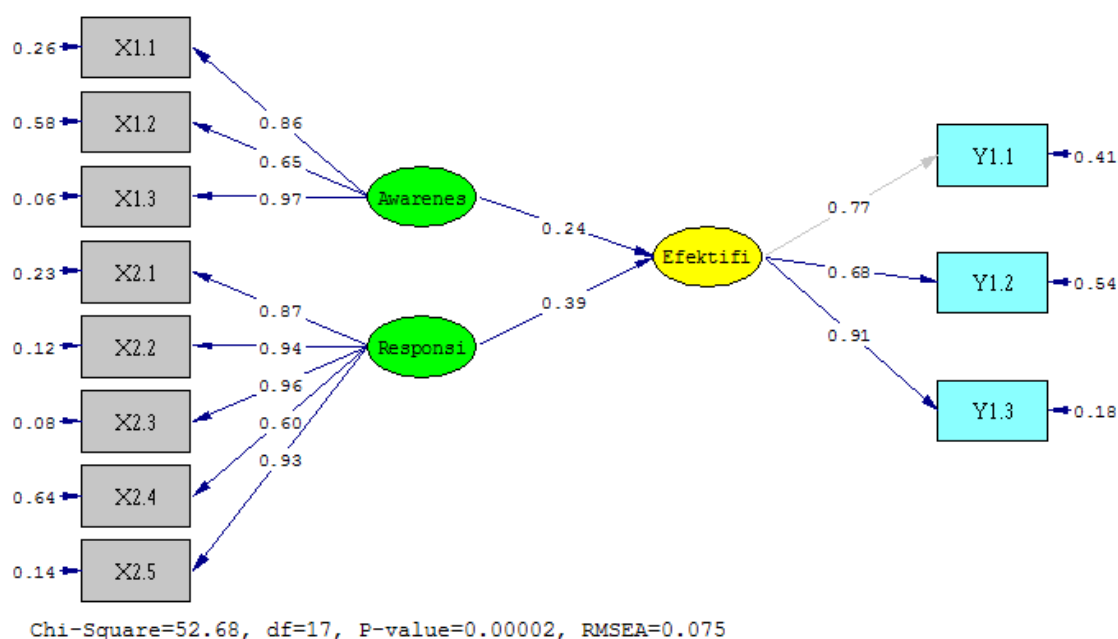 0.26 X1.1
0.86
0.58 X1.2
0.65
0.06 X1.3
0.97
Awarenes
0.24
0.23 X2.1
0.87
0.12 X2.2
0.94
Responsi
0.39
0.08 X2.3
0.96
0.64 X2.4
0.60
0.14 X2.5
0.93
Efektifi
0.77
Y1.1 0.41
0.68
Y1.2 0.54
0.91
Y1.3 0.18
Chi-Square=52.68, df=17, P-value=0.00002, RMSEA=0.075